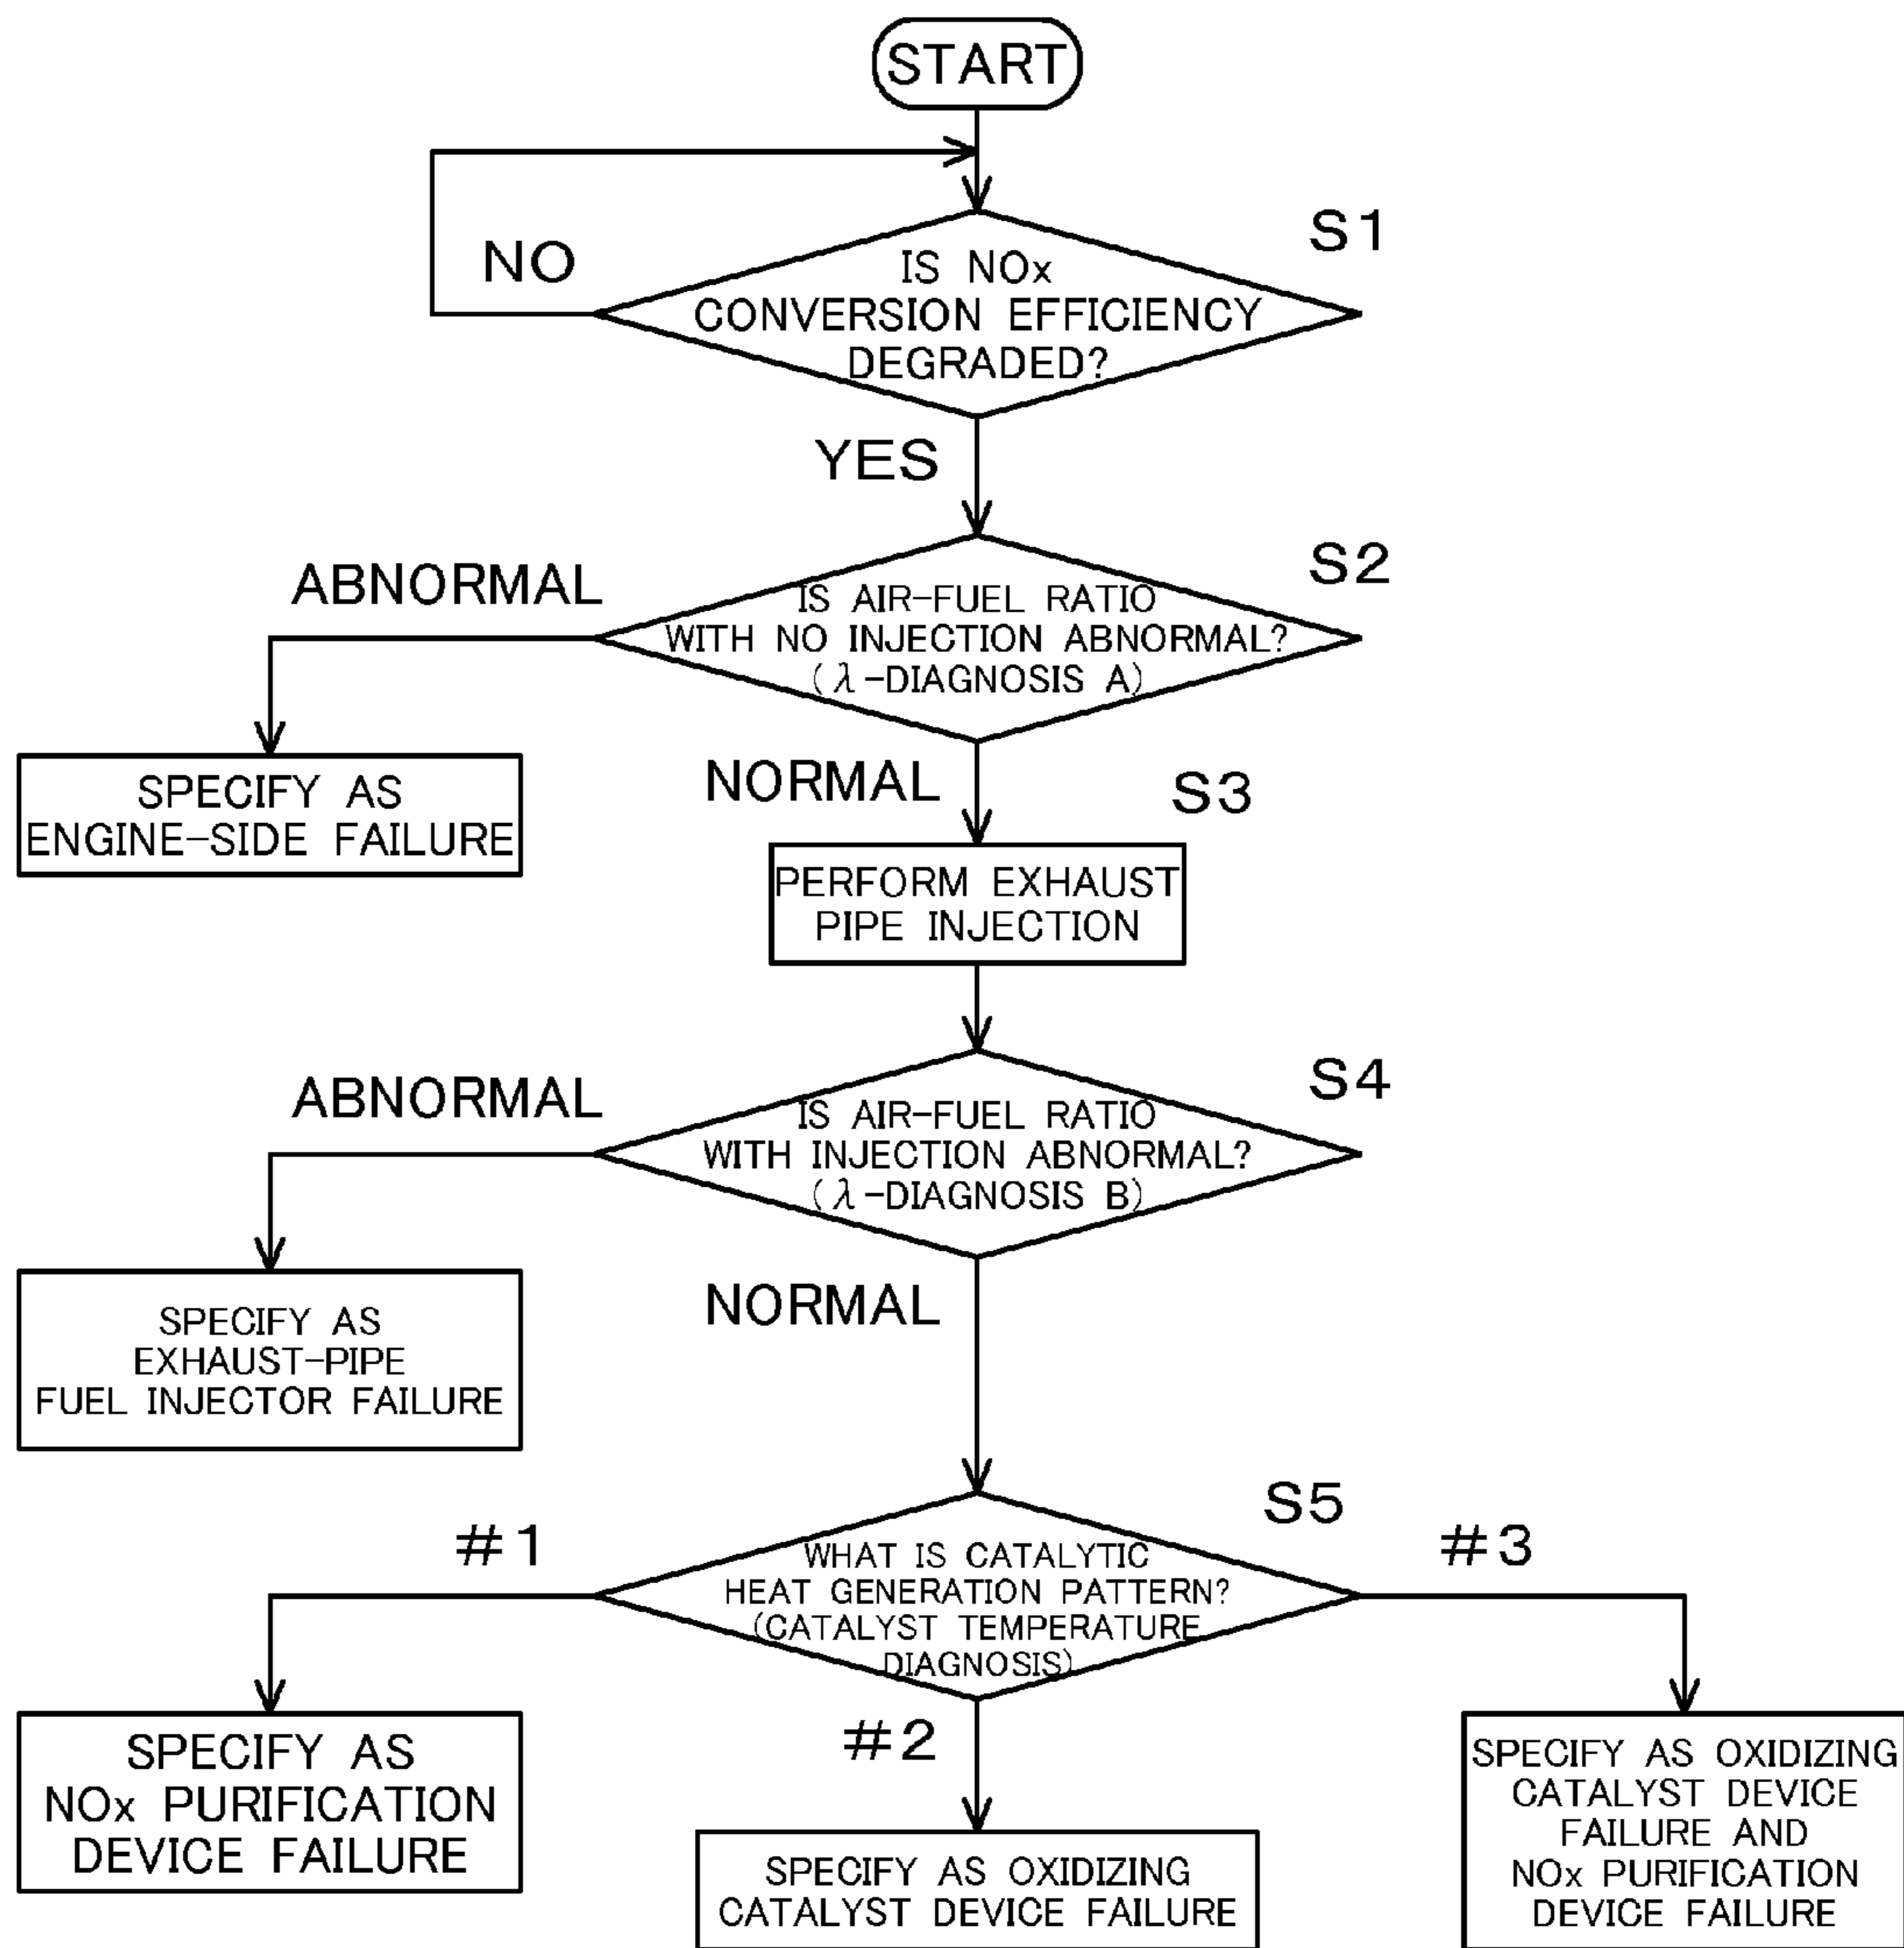 START
S1
NO
IS NOx
CONVERSION EFFICIENCY
DEGRADED?
YES
S2
ABNORMAL
IS AIR-FUEL RATIO
WITH NO INJECTION ABNORMAL?
(λ-DIAGNOSIS A)
NORMAL
S3
SPECIFY AS
ENGINE-SIDE FAILURE
PERFORM EXHAUST
PIPE INJECTION
S4
ABNORMAL
IS AIR-FUEL RATIO
WITH INJECTION ABNORMAL?
(λ-DIAGNOSIS B)
NORMAL
SPECIFY AS
EXHAUST-PIPE
FUEL INJECTOR FAILURE
S5
#1
#3
WHAT IS CATALYTIC
HEAT GENERATION PATTERN?
(CATALYST TEMPERATURE
DIAGNOSIS)
#2
SPECIFY AS
NOx PURIFICATION
DEVICE FAILURE
SPECIFY AS OXIDIZING
CATALYST DEVICE FAILURE
SPECIFY AS OXIDIZING
CATALYST DEVICE
FAILURE AND
NOx PURIFICATION
DEVICE FAILURE